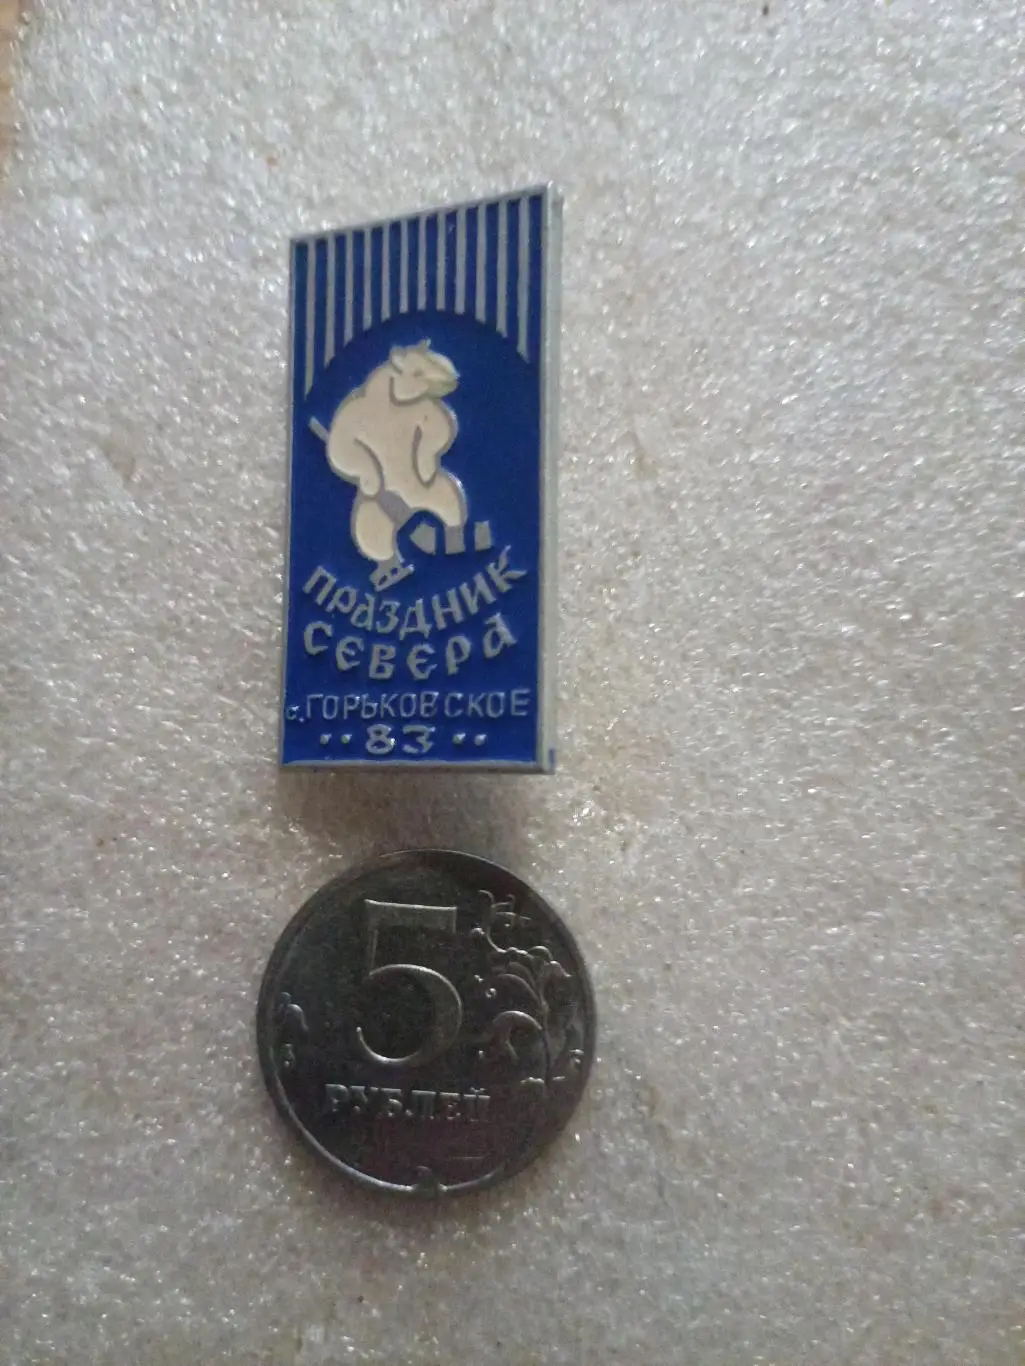 ПРАЗДНИК
СЕВЕРА
с. ГОРЬКОВСКОЕ
·· 83 ··
5
РУБЛЕЙ